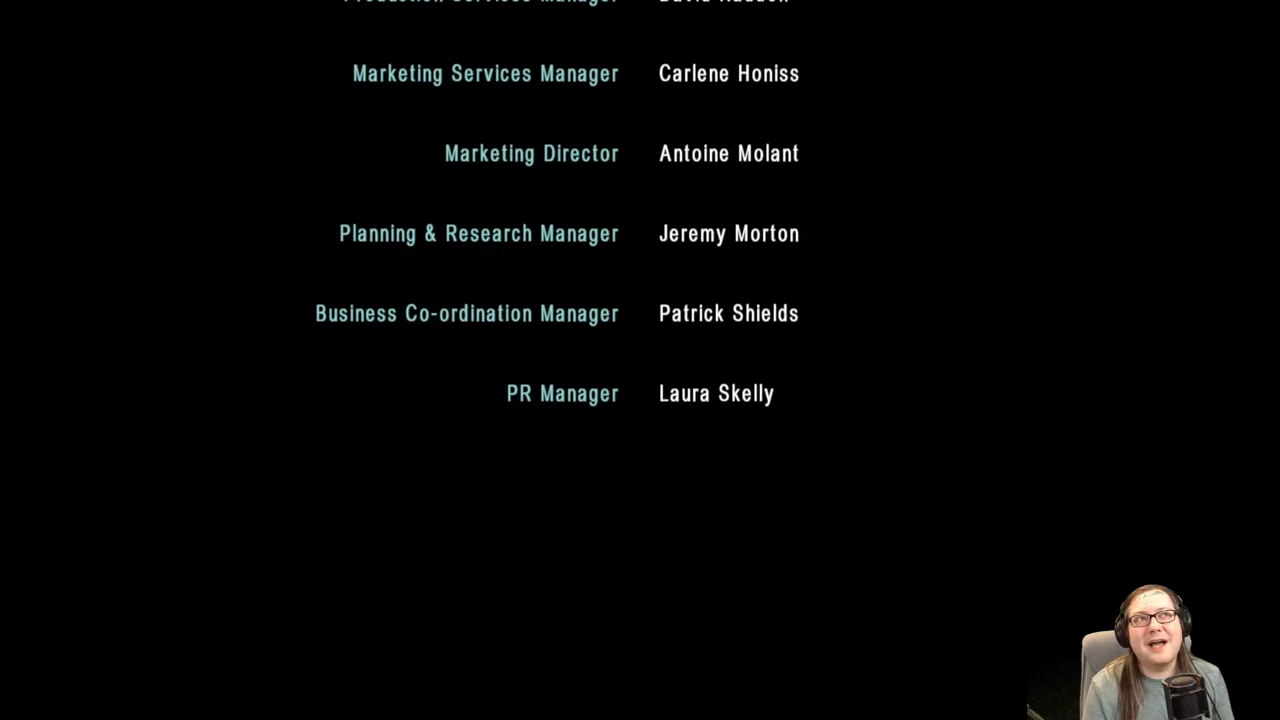 Marketing Services Manager Carlene Honiss
Marketing Director Antoine Molant
Planning & Research Manager Jeremy Morton
Business Co-ordination Manager Patrick Shields
PR Manager Laura Skelly